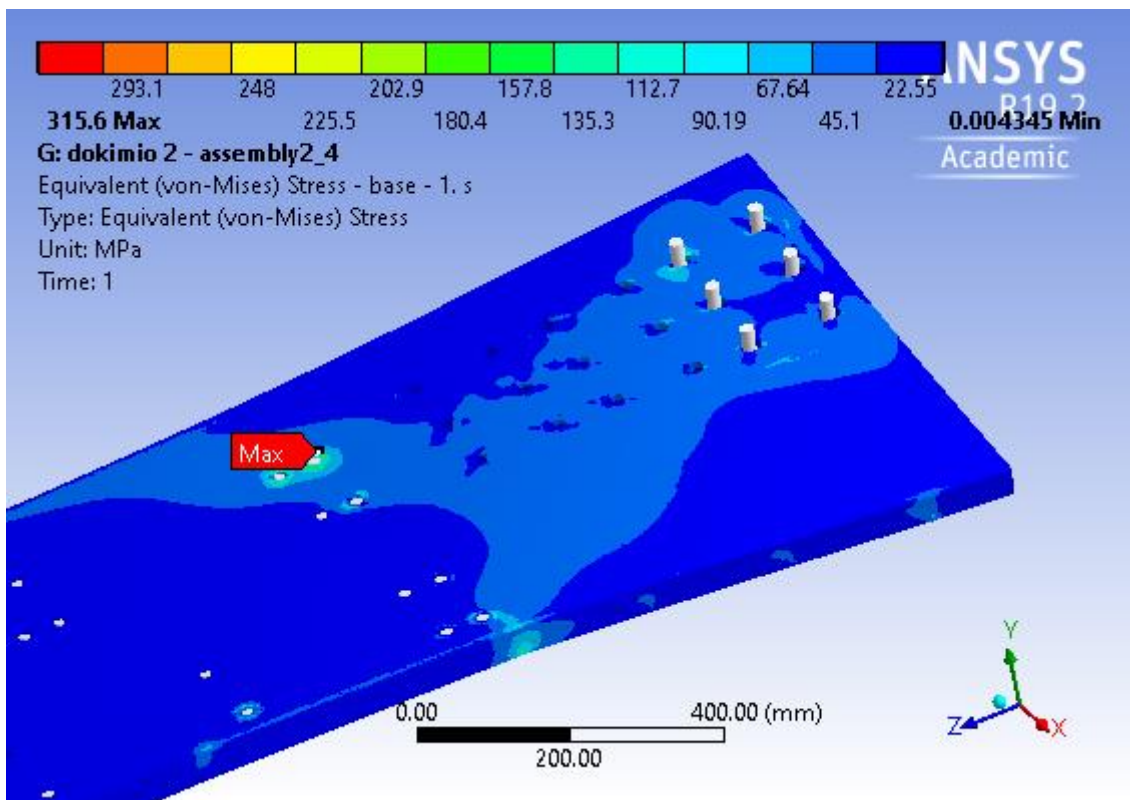 293.1 248 202.9 157.8 112.7 67.64 22.55
315.6 Max 225.5 180.4 135.3 90.19 45.1 0.004345 Min
ANSYS
R19.2
Academic
G: dokimio 2 - assembly2_4
Equivalent (von-Mises) Stress - base - 1. s
Type: Equivalent (von-Mises) Stress
Unit: MPa
Time: 1
Max
Y
Z
X
0.00 400.00 (mm)
200.00